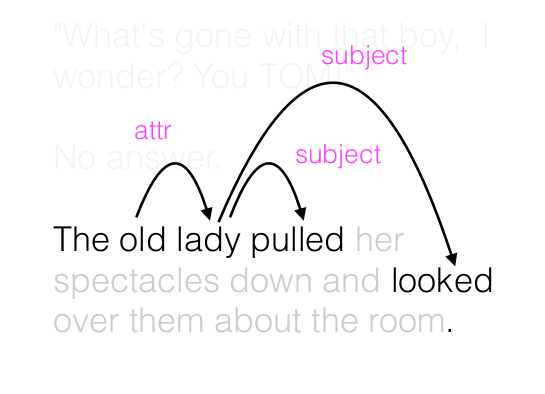 "What's gone with that boy, I
subject
wonder? You TOM!"
attr
No answer.
subject
The old lady pulled her
spectacles down and looked
over them about the room.